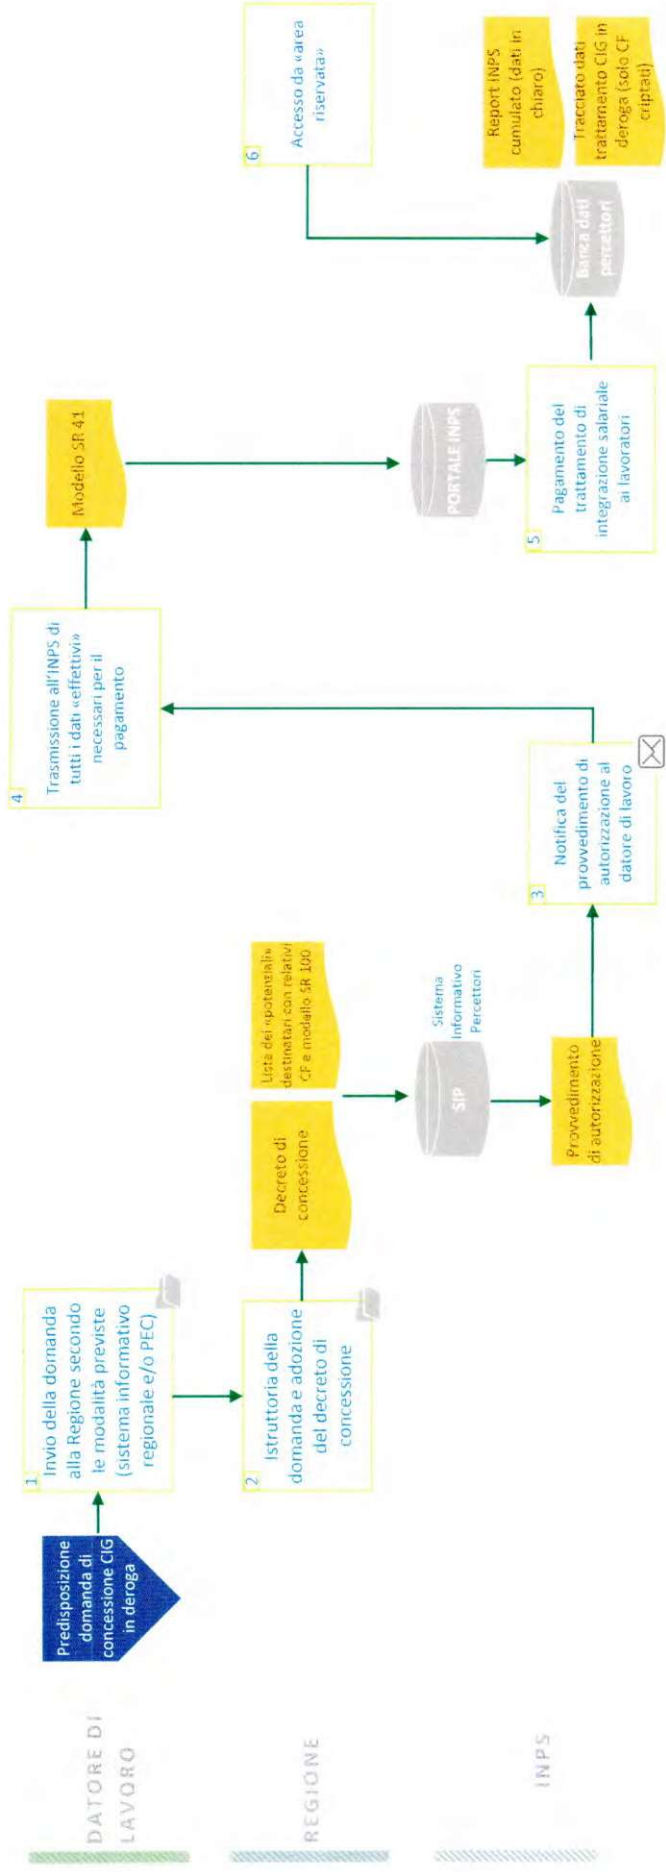 DATORE DI
LAVORO
REGIONE
INPS
Predisposizione
domanda di
concessione CIG
in deroga
1
Invio della domanda
alla Regione secondo
le modalità previste
(sistema informativo
regionale e/o PEC)
2
Istruttoria della
domanda e adozione
del decreto di
concessione
Decreto di
concessione
Lista dei «potenziali»
destinatari con relativi
CF e modello SR 100
SIP
Sistema
Informativo
Percettori
Provvedimento
di autorizzazione
3
Notifica del
provvedimento di
autorizzazione al
datore di lavoro
4
Trasmissione all'INPS di
tutti i dati «effettivi»
necessari per il
pagamento
Modello SR 41
PORTALE INPS
5
Pagamento del
trattamento di
integrazione salariale
ai lavoratori
Banca dati
percettori
6
Accesso da «area
riservata»
Report INPS
cumulato (dati in
chiaro)
Tracciato dati
trattamento CIG in
deroga (solo CF
criptati)